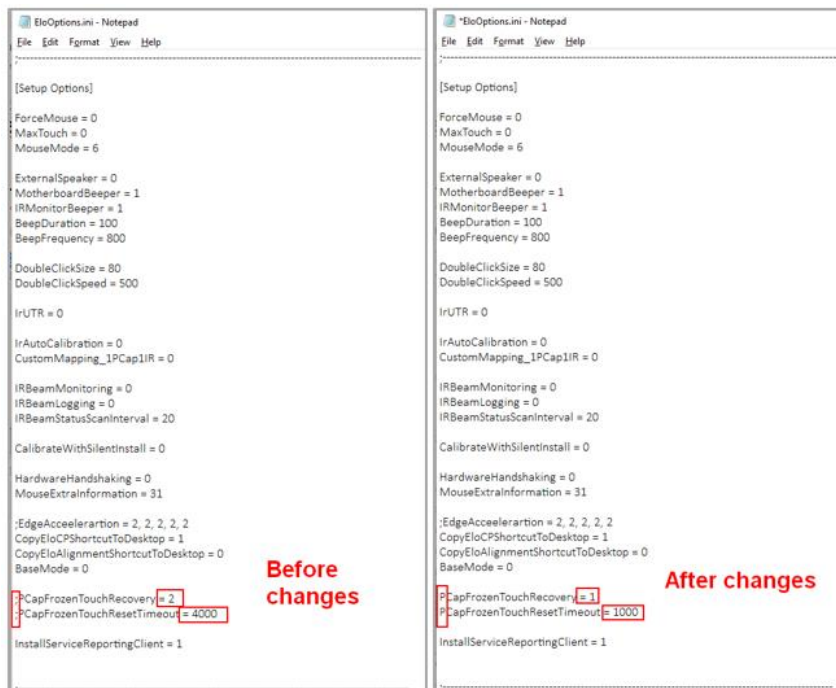 EloOptions.ini - Notepad
File Edit Format View Help
;--------------------------------------------------------------------
[Setup Options]
ForceMouse = 0
MaxTouch = 0
MouseMode = 6
ExternalSpeaker = 0
MotherboardBeeper = 1
IRMonitorBeeper = 1
BeepDuration = 100
BeepFrequency = 800
DoubleClickSize = 80
DoubleClickSpeed = 500
IrUTR = 0
IrAutoCalibration = 0
CustomMapping_1PCap1IR = 0
IRBeamMonitoring = 0
IRBeamLogging = 0
IRBeamStatusScanInterval = 20
CalibrateWithSilentInstall = 0
HardwareHandshaking = 0
MouseExtraInformation = 31
;EdgeAcceelerartion = 2, 2, 2, 2, 2
CopyEloCPShortcutToDesktop = 1
CopyEloAlignmentShortcutToDesktop = 0
BaseMode = 0
;PCapFrozenTouchRecovery = 2
;PCapFrozenTouchResetTimeout = 4000
InstallServiceReportingClient = 1
;--------------------------------------------------------------------
Before
changes
*EloOptions.ini - Notepad
File Edit Format View Help
;--------------------------------------------------------------------
[Setup Options]
ForceMouse = 0
MaxTouch = 0
MouseMode = 6
ExternalSpeaker = 0
MotherboardBeeper = 1
IRMonitorBeeper = 1
BeepDuration = 100
BeepFrequency = 800
DoubleClickSize = 80
DoubleClickSpeed = 500
IrUTR = 0
IrAutoCalibration = 0
CustomMapping_1PCap1IR = 0
IRBeamMonitoring = 0
IRBeamLogging = 0
IRBeamStatusScanInterval = 20
CalibrateWithSilentInstall = 0
HardwareHandshaking = 0
MouseExtraInformation = 31
;EdgeAcceelerartion = 2, 2, 2, 2, 2
CopyEloCPShortcutToDesktop = 1
CopyEloAlignmentShortcutToDesktop = 0
BaseMode = 0
PCapFrozenTouchRecovery = 1
PCapFrozenTouchResetTimeout = 1000
InstallServiceReportingClient = 1
;--------------------------------------------------------------------
After changes